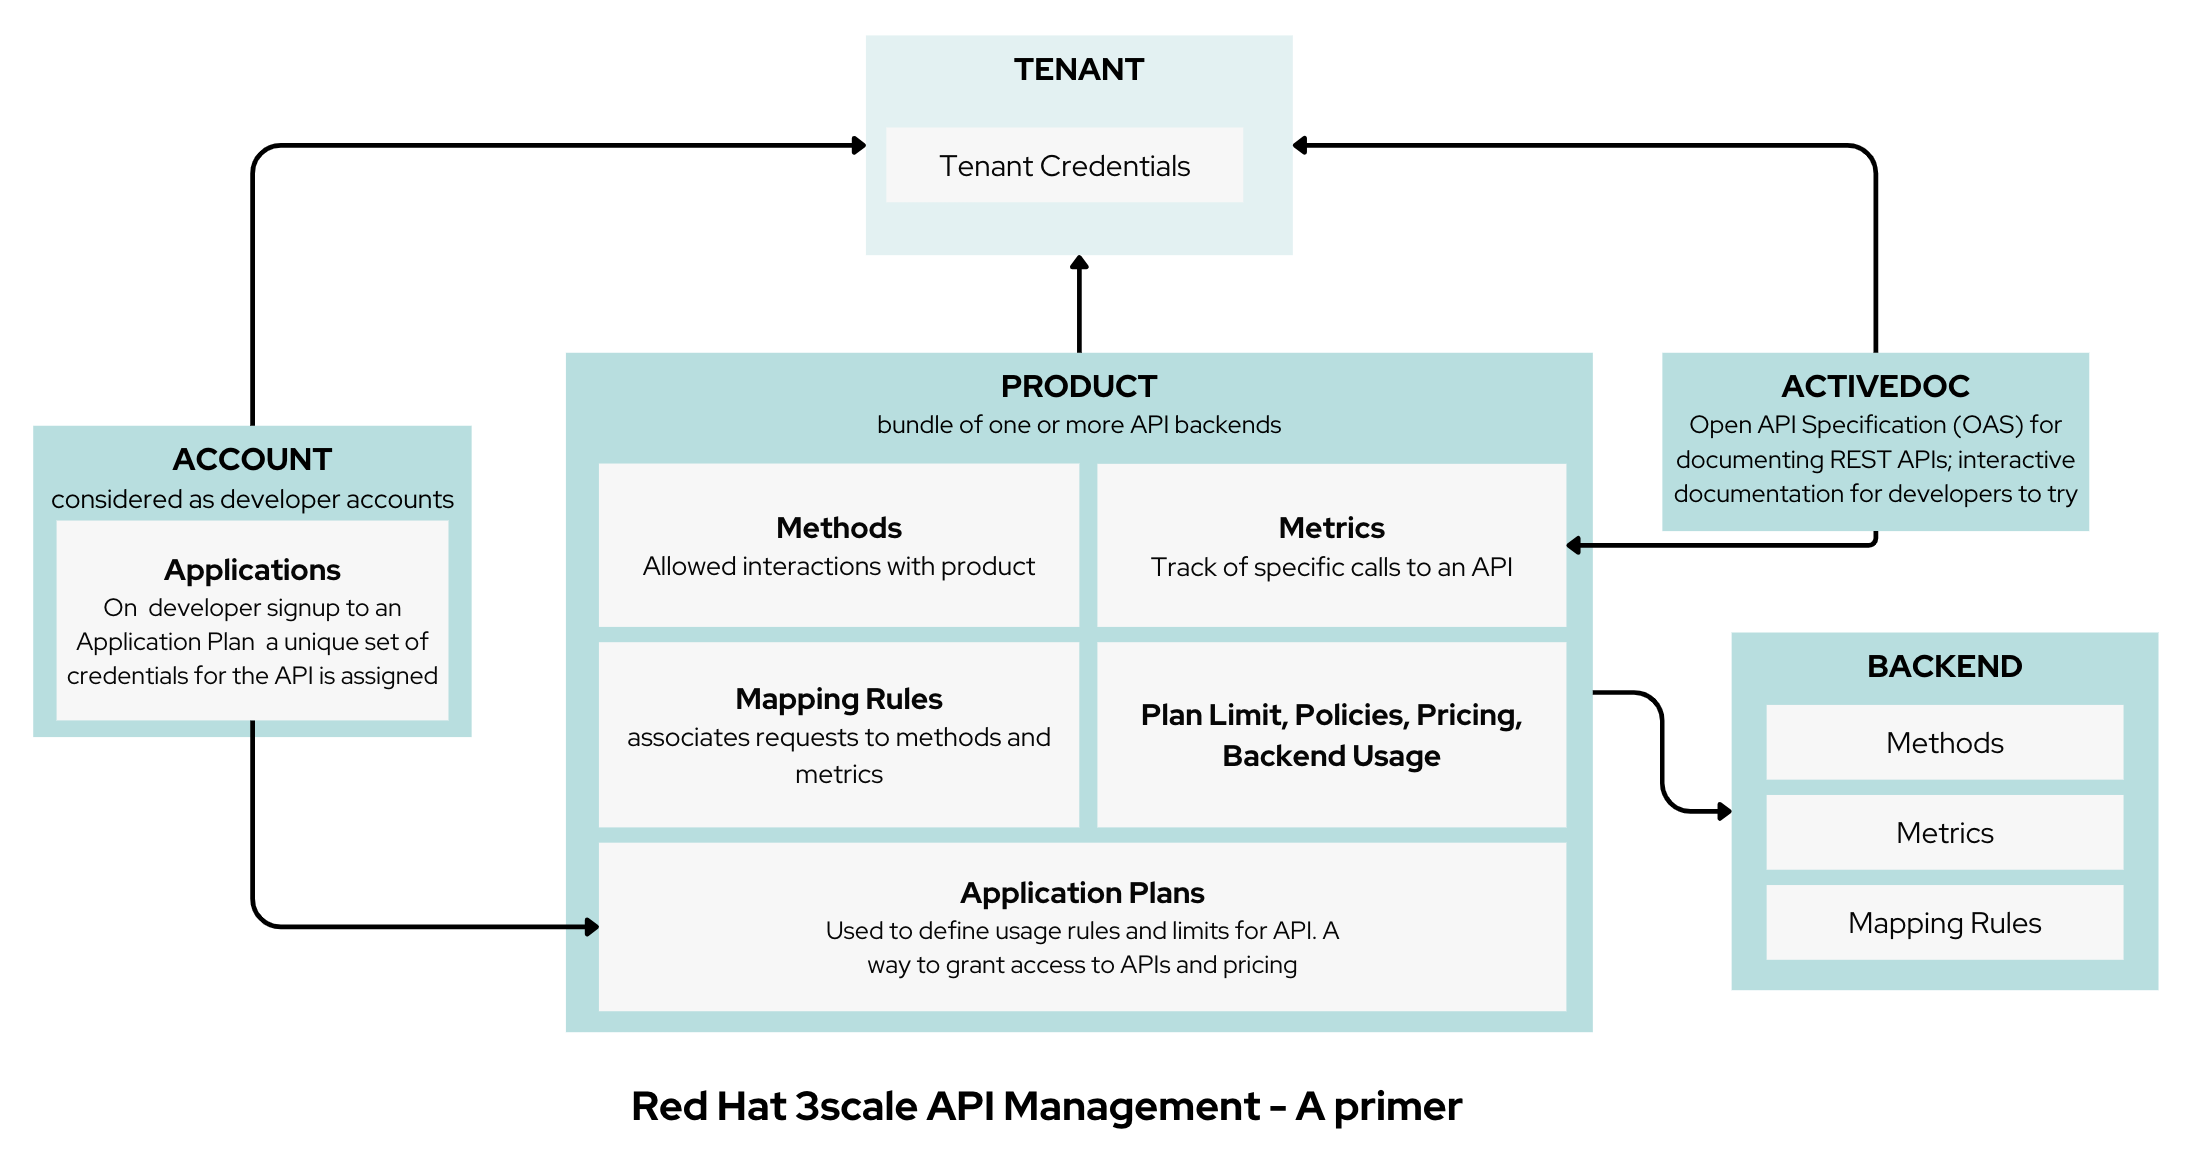 TENANT
Tenant Credentials
PRODUCT
bundle of one or more API backends
Methods
Allowed interactions with product
Metrics
Track of specific calls to an API
Mapping Rules
associates requests to methods and
metrics
Plan Limit, Policies, Pricing,
Backend Usage
Application Plans
Used to define usage rules and limits for API. A
way to grant access to APIs and pricing
ACTIVEDOC
Open API Specification (OAS) for
documenting REST APIs; interactive
documentation for developers to try
ACCOUNT
considered as developer accounts
Applications
On developer signup to an
Application Plan a unique set of
credentials for the API is assigned
BACKEND
Methods
Metrics
Mapping Rules
Red Hat 3scale API Management - A primer